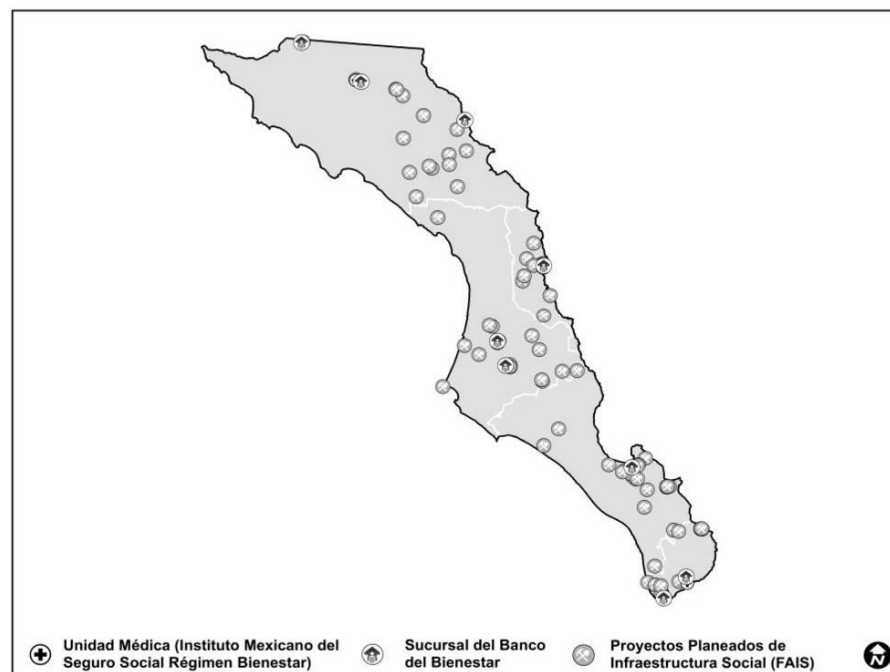 Unidad Médica (Instituto Mexicano del
Seguro Social Régimen Bienestar)
Sucursal del Banco
del Bienestar
Proyectos Planeados de
Infraestructura Social (FAIS)